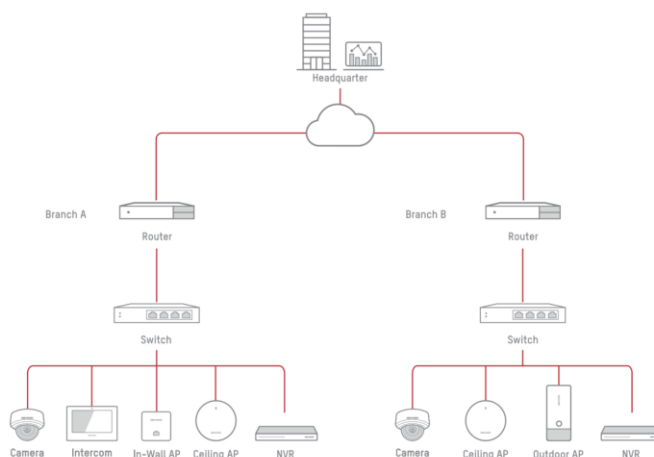 Headquarter
Branch A
Router
Branch B
Router
Switch
Switch
Camera
Intercom
In-Wall AP
Ceiling AP
NVR
Camera
Ceiling AP
Outdoor AP
NVR